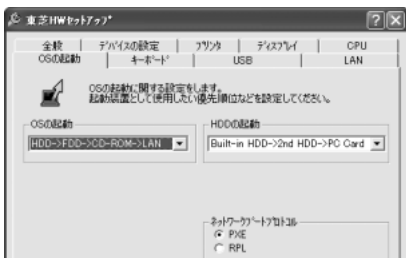 東芝HWセットアップ
全般 デバイスの設定 プリンタ ディスプレイ CPU
OSの起動 キーボード USB LAN
OSの起動に関する設定をします。
起動装置として使用したい優先順位などを設定してください。
OSの起動 HDDの起動
HDD->FDD->CD-ROM->LAN Built-in HDD->2nd HDD->PC Card
ネットワークブートプロトコル
PXE
RPL